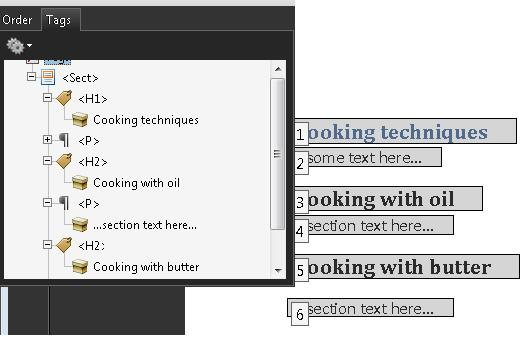 Order Tags
<Sect>
<H1>
Cooking techniques
<P>
<H2>
Cooking with oil
<P>
...section text here...
<H2:
Cooking with butter
1 ooking techniques
2 some text here...
3 ooking with oil
4 section text here...
5 ooking with butter
6 section text here...